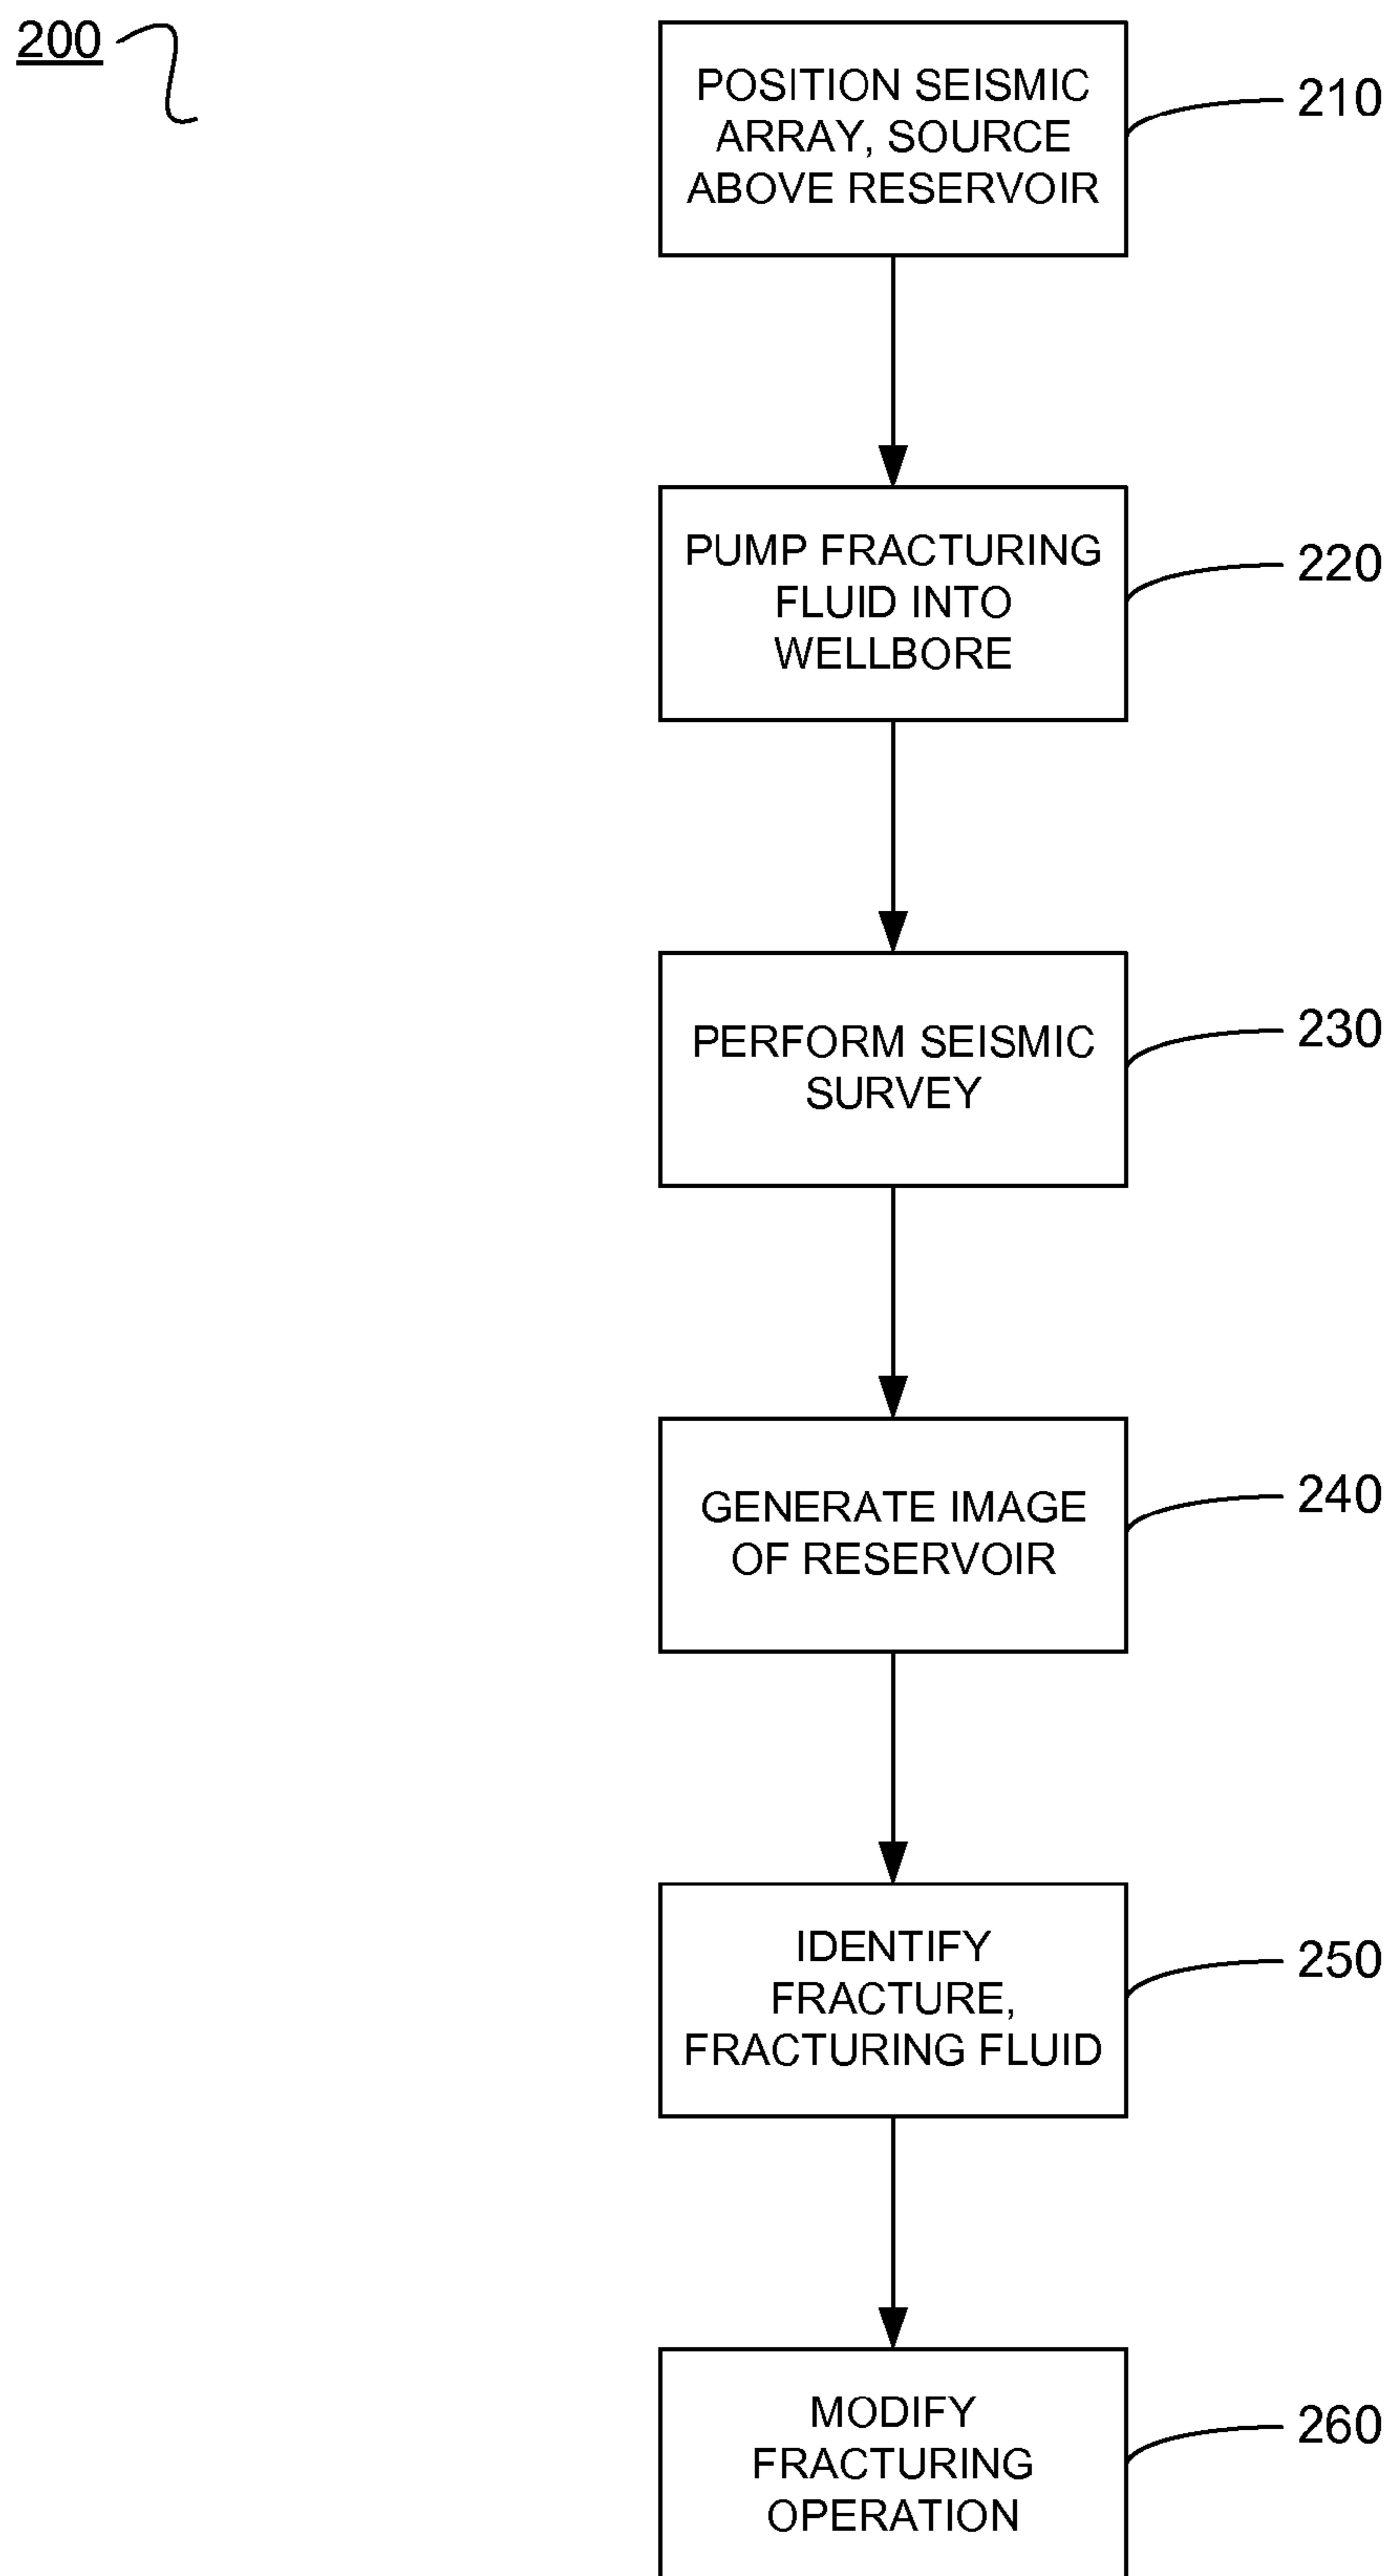 200
POSITION SEISMIC
ARRAY, SOURCE
ABOVE RESERVOIR
210
PUMP FRACTURING
FLUID INTO
WELLBORE
220
PERFORM SEISMIC
SURVEY
230
GENERATE IMAGE
OF RESERVOIR
240
IDENTIFY
FRACTURE,
FRACTURING FLUID
250
MODIFY
FRACTURING
OPERATION
260